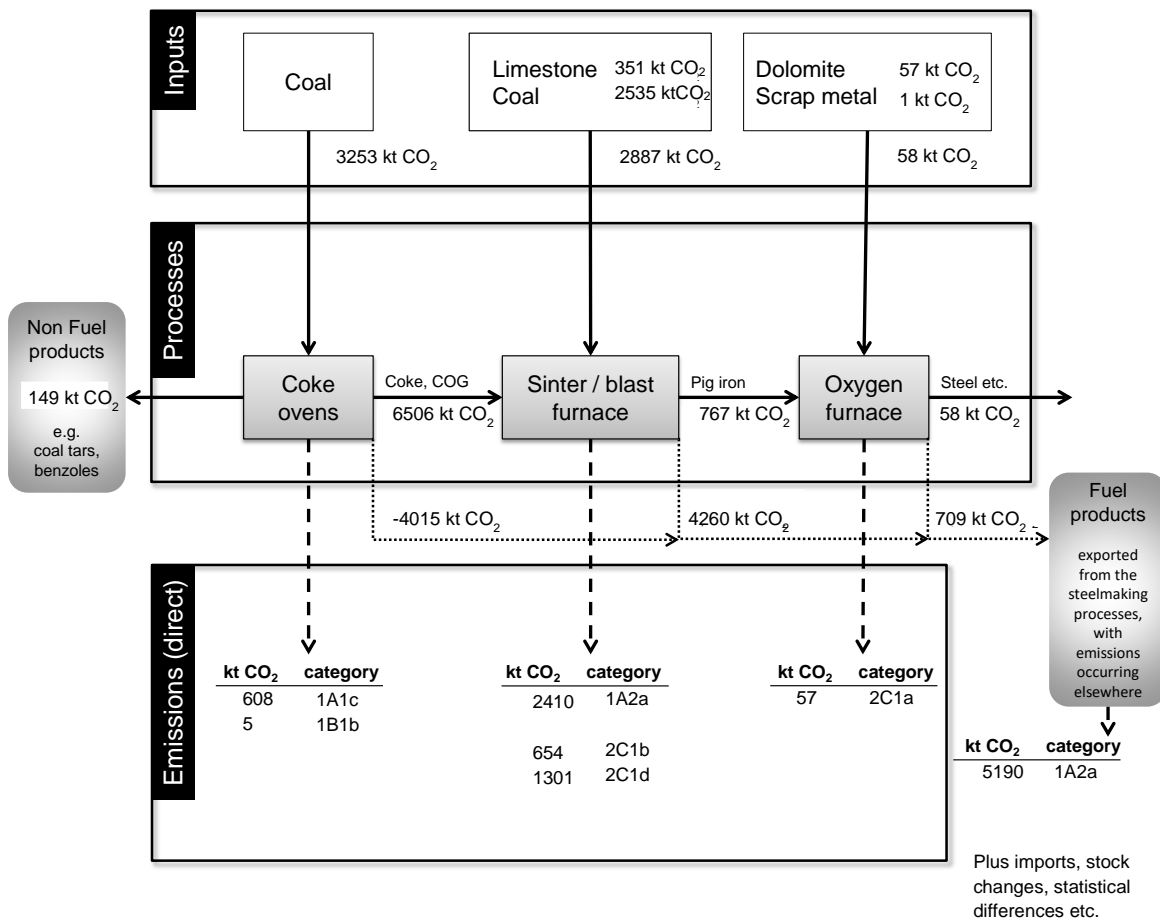 Inputs
Coal
Limestone 351 kt CO2
Coal 2535 ktCO2
Dolomite 57 kt CO2
Scrap metal 1 kt CO2
3253 kt CO2
2887 kt CO2
58 kt CO2
Processes
Non Fuel
products
149 kt CO2
e.g.
coal tars,
benzoles
Coke
ovens
Coke, COG
6506 kt CO2
Sinter / blast
furnace
Pig iron
767 kt CO2
Oxygen
furnace
Steel etc.
58 kt CO2
-4015 kt CO2
4260 kt CO2
709 kt CO2
Fuel
products
exported
from the
steelmaking
processes,
with
emissions
occurring
elsewhere
Emissions (direct)
kt CO2 category
608 1A1c
5 1B1b
kt CO2 category
2410 1A2a
654 2C1b
1301 2C1d
kt CO2 category
57 2C1a
kt CO2 category
5190 1A2a
Plus imports, stock
changes, statistical
differences etc.